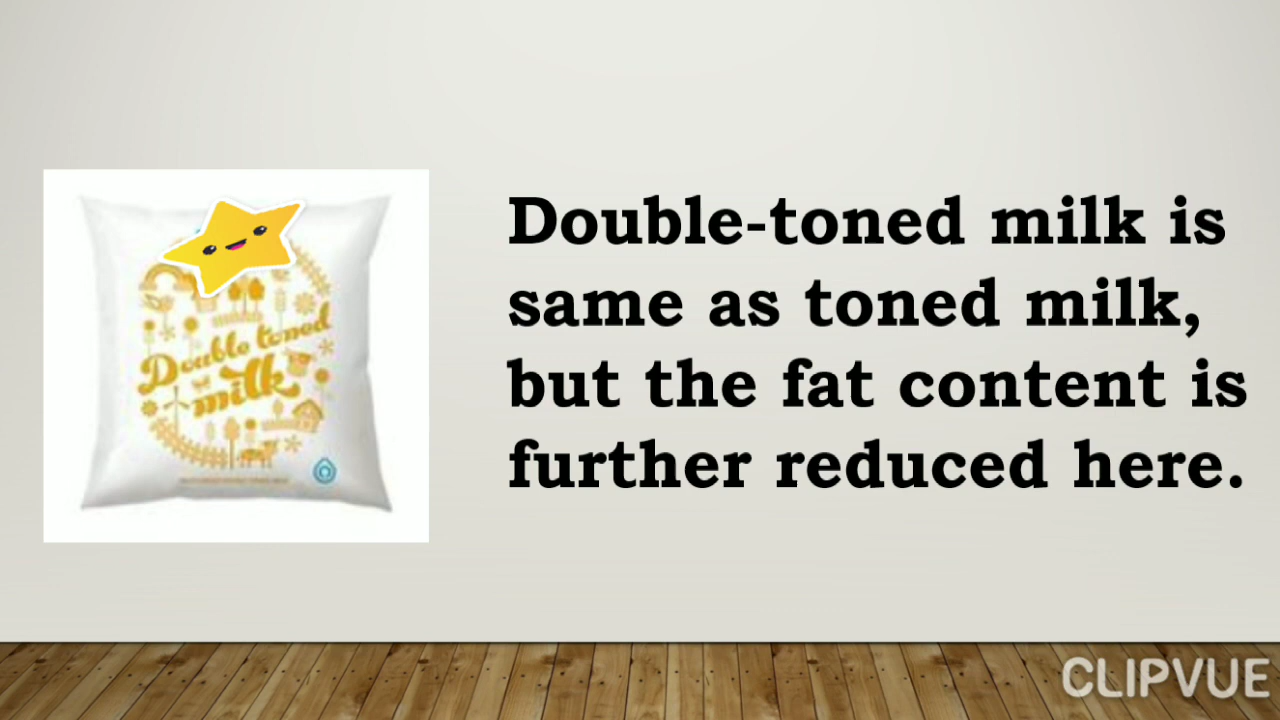 Double-toned milk is
same as toned milk,
but the fat content is
further reduced here.
Double toned
milk
CLIPVUE